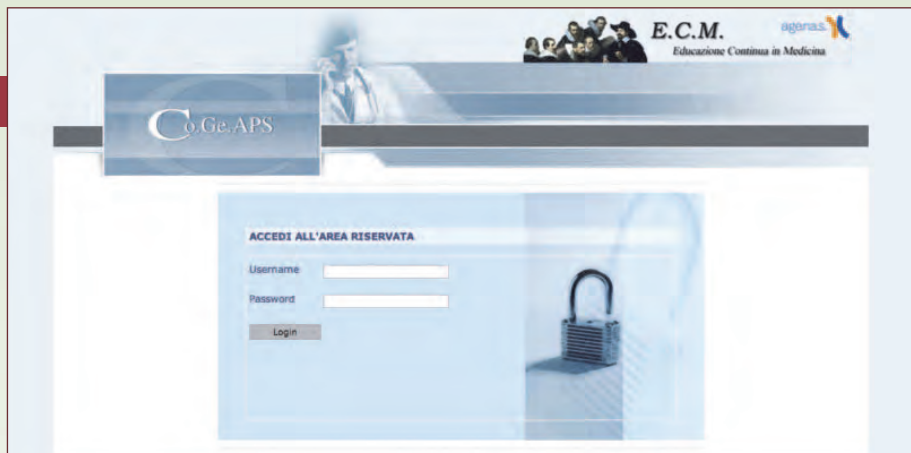 E.C.M.
agenas
Educazione Continua in Medicina
Co.Ge.APS
ACCEDI ALL'AREA RISERVATA
Username
Password
Login